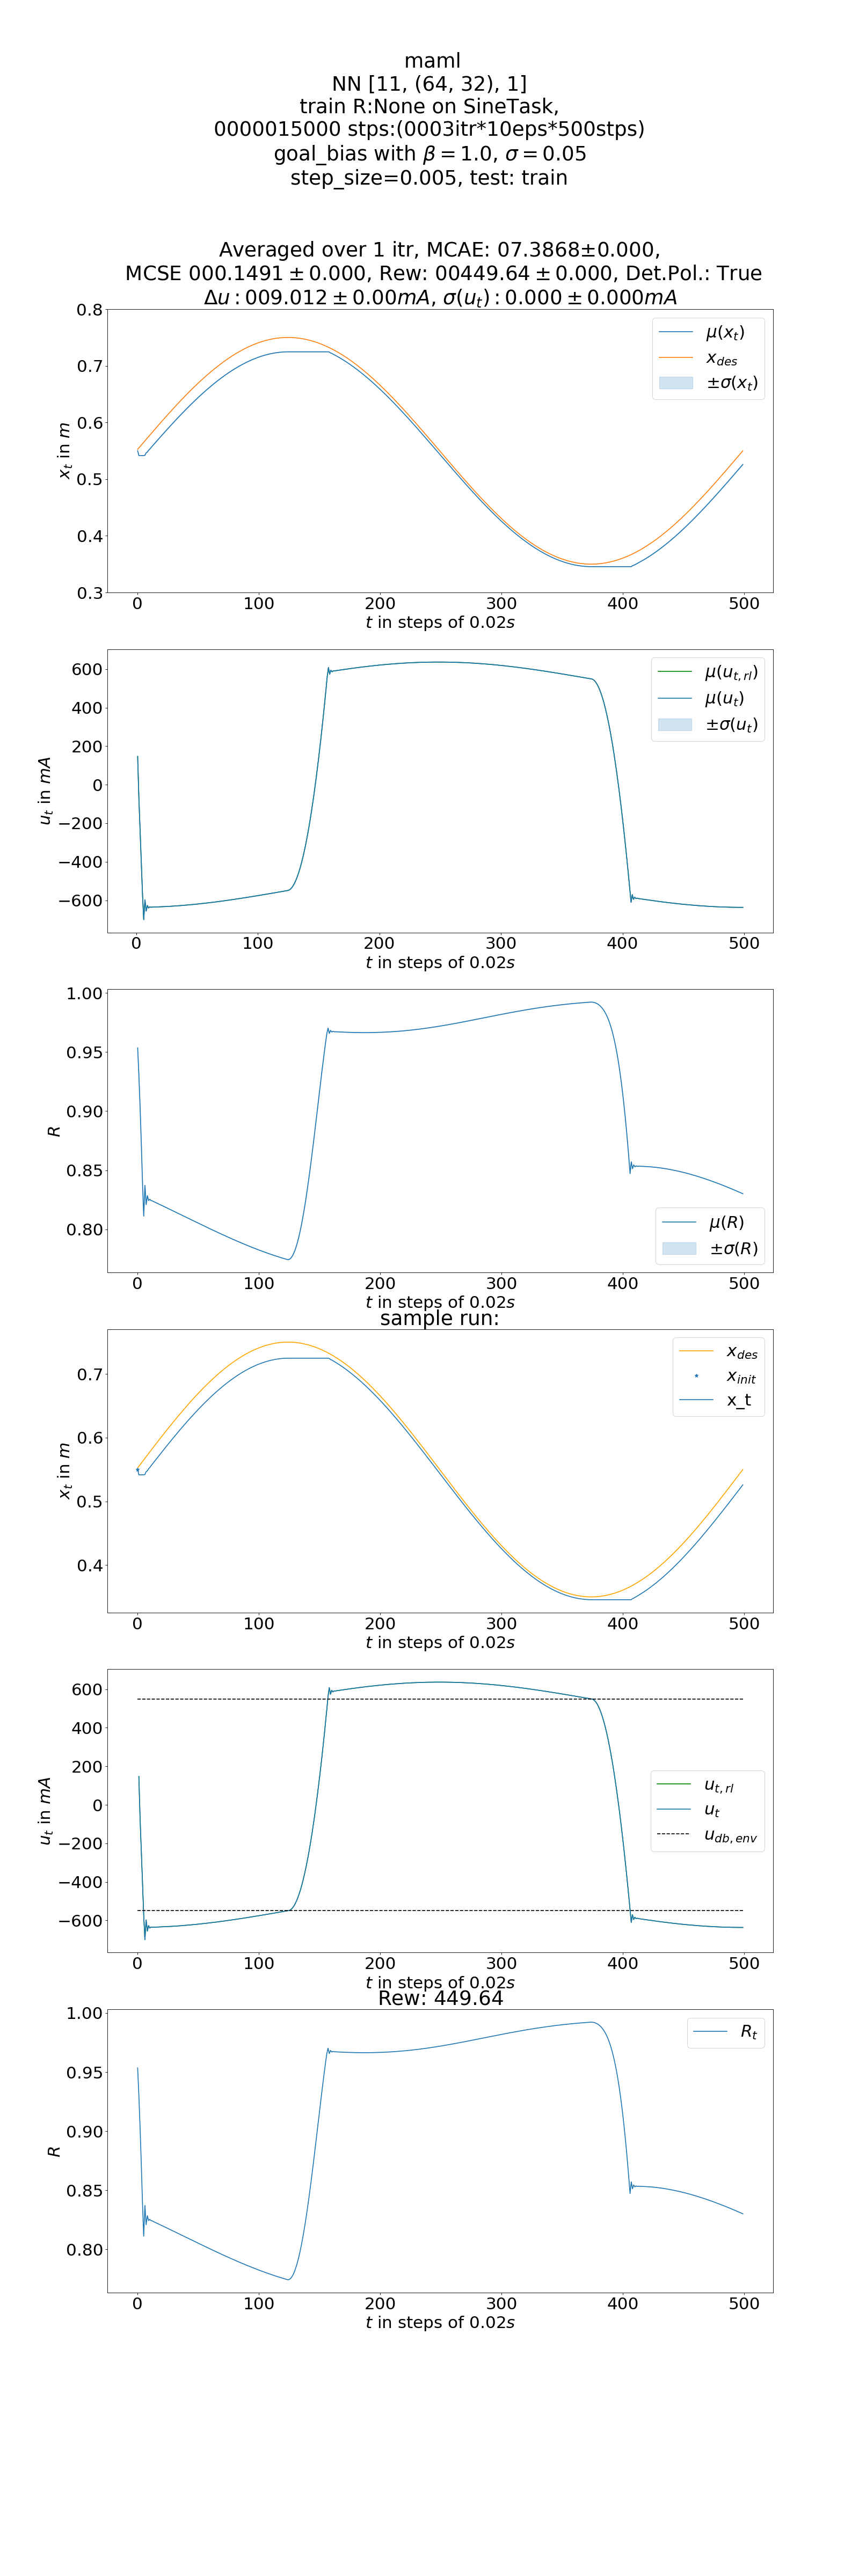 maml
NN [11, (64, 32), 1]
train R:None on SineTask,
0000015000 stps:(0003itr*10eps*500stps)
goal_bias with β = 1.0, σ = 0.05
step_size=0.005, test: train
Averaged over 1 itr, MCAE: 07.3868±0.000,
MCSE 000.1491 ± 0.000, Rew: 00449.64 ± 0.000, Det.Pol.: True
Δu : 009.012 ± 0.00mA, σ(u_t) : 0.000 ± 0.000mA
0.8
0.7
0.6
0.5
0.4
0.3
x_t in m
μ(x_t)
x_des
±σ(x_t)
0 100 200 300 400 500
t in steps of 0.02s
600
400
200
0
−200
−400
−600
u_t in mA
μ(u_t,rl)
μ(u_t)
±σ(u_t)
0 100 200 300 400 500
t in steps of 0.02s
1.00
0.95
0.90
0.85
0.80
R
μ(R)
±σ(R)
0 100 200 300 400 500
t in steps of 0.02s
sample run:
0.7
0.6
0.5
0.4
x_t in m
x_des
x_init
x_t
0 100 200 300 400 500
t in steps of 0.02s
600
400
200
0
−200
−400
−600
u_t in mA
u_t,rl
u_t
u_db,env
0 100 200 300 400 500
t in steps of 0.02s
Rew: 449.64
1.00
0.95
0.90
0.85
0.80
R
R_t
0 100 200 300 400 500
t in steps of 0.02s